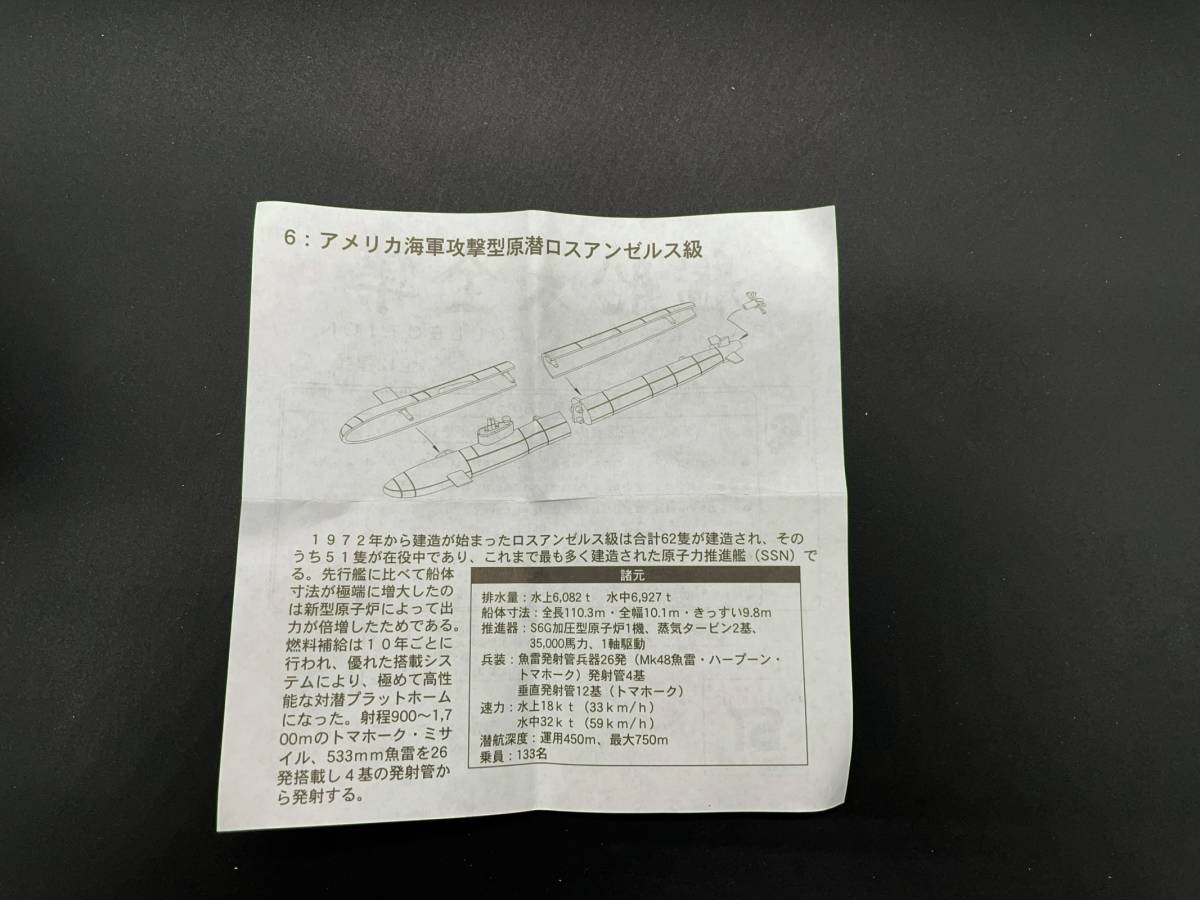 6：アメリカ海軍攻撃型原潜ロスアンゼルス級
１９７２年から建造が始まったロスアンゼルス級は合計62隻が建造され、その
うち５１隻が在役中であり、これまで最も多く建造された原子力推進艦（SSN）で
る。先行艦に比べて船体
寸法が極端に増大したの
は新型原子炉によって出
力が倍増したためである。
燃料補給は１０年ごとに
行われ、優れた搭載シス
テムにより、極めて高性
能な対潜プラットホーム
になった。射程900～1,7
00mのトマホーク・ミサ
イル、533mm魚雷を26
発搭載し４基の発射管か
ら発射する。
諸元
排水量：水上6,082ｔ　水中6,927ｔ
船体寸法：全長110.3m・全幅10.1m・きっすい9.8m
推進器：S6G加圧型原子炉1機、蒸気タービン2基、
35,000馬力、1軸駆動
兵装：魚雷発射管兵器26発（Mk48魚雷・ハープーン・
トマホーク）発射管4基
垂直発射管12基（トマホーク）
速力：水上18ｋｔ（33ｋｍ/ｈ）
水中32ｋｔ（59ｋｍ/ｈ）
潜航深度：運用450m、最大750m
乗員：133名